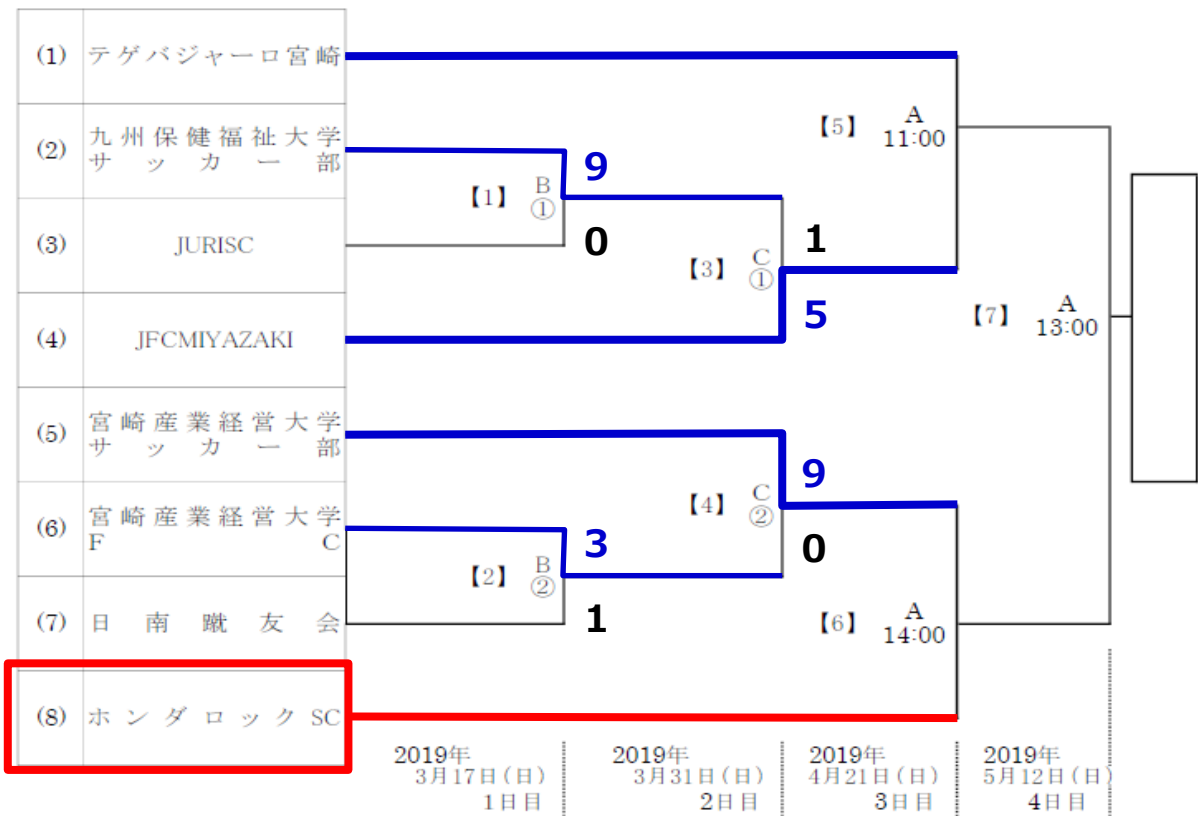 (1) テゲバジャーロ宮崎
(2) 九州保健福祉大学
サッカー部
(3) JURISC
(4) JFCMIYAZAKI
(5) 宮崎産業経営大学
サッカー部
(6) 宮崎産業経営大学
FC
(7) 日南蹴友会
(8) ホンダロックSC
【1】 B
①
9
0
【2】 B
②
3
1
【3】 C
①
1
5
【4】 C
②
9
0
【5】 A
11:00
【6】 A
14:00
【7】 A
13:00
2019年
3月17日(日)
1日目
2019年
3月31日(日)
2日目
2019年
4月21日(日)
3日目
2019年
5月12日(日)
4日目